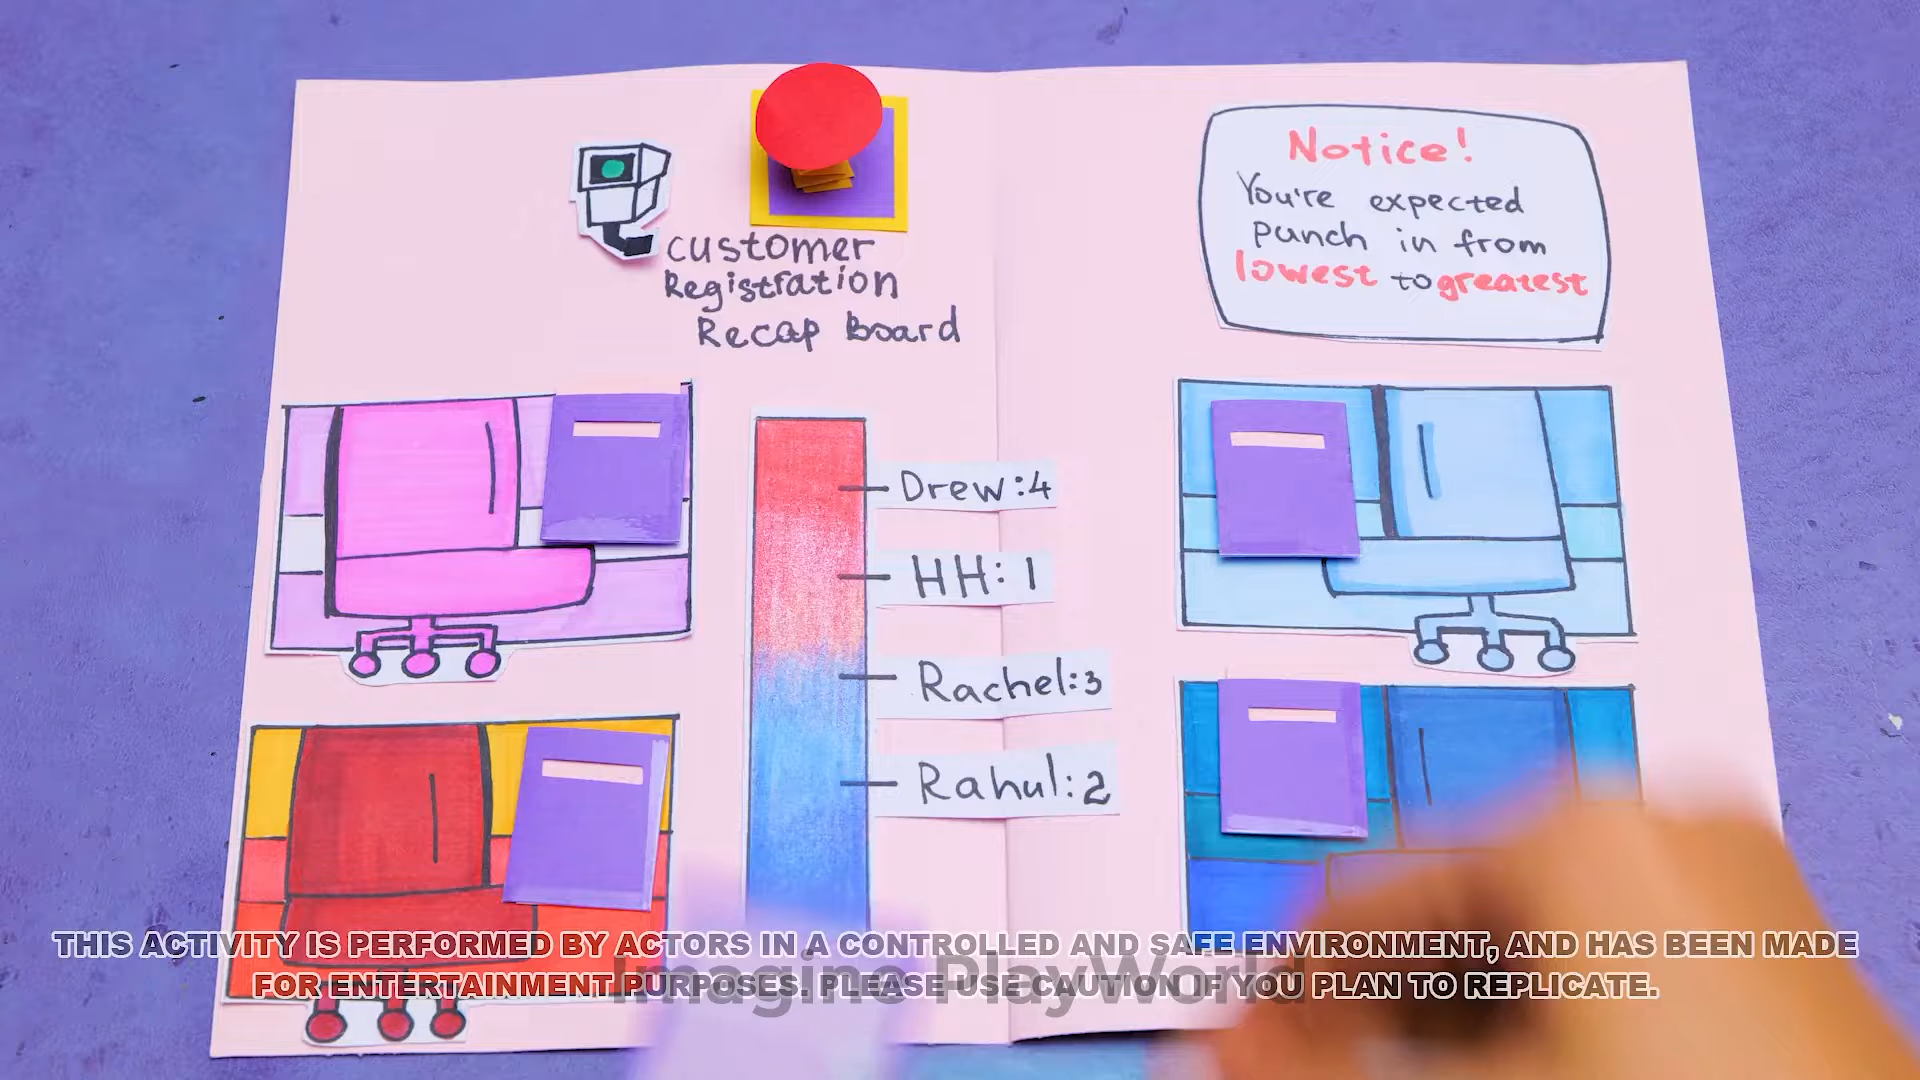 customer
Registration
Recap board
Notice!
You're expected
punch in from
lowest to greatest
Drew:4
HH:1
Rachel:3
Rahul:2
THIS ACTIVITY IS PERFORMED BY ACTORS IN A CONTROLLED AND SAFE ENVIRONMENT, AND HAS BEEN MADE
FOR ENTERTAINMENT PURPOSES. PLEASE USE CAUTION IF YOU PLAN TO REPLICATE.
Imagine PlayWorld